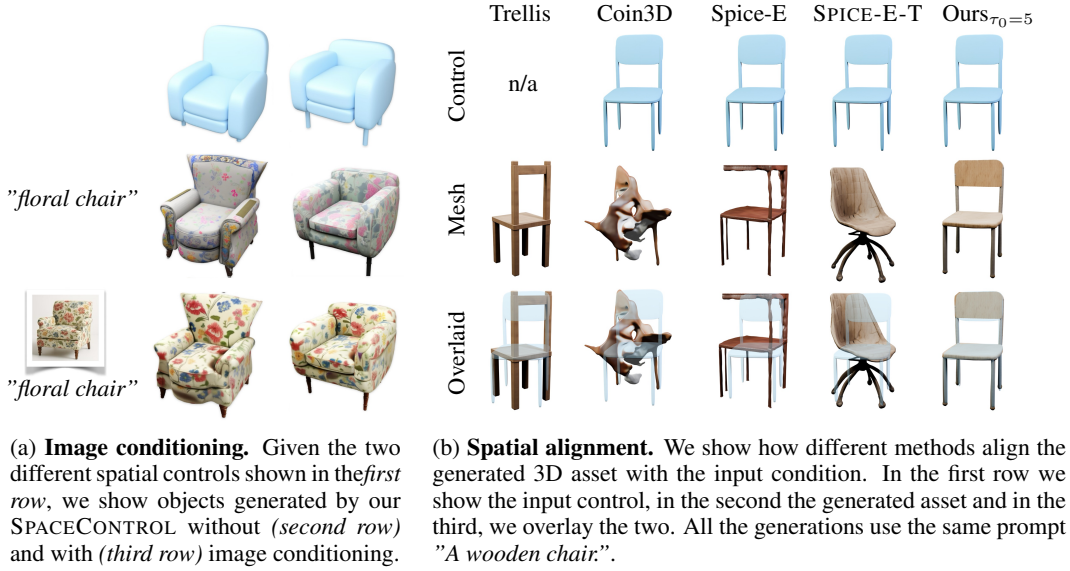 Trellis Coin3D Spice-E SPICE-E-T Ours τ₀=5
Control
n/a
"floral chair"
Mesh
"floral chair"
Overlaid
(a) Image conditioning. Given the two
different spatial controls shown in thefirst
row, we show objects generated by our
SPACECONTROL without (second row)
and with (third row) image conditioning.
(b) Spatial alignment. We show how different methods align the
generated 3D asset with the input condition. In the first row we
show the input control, in the second the generated asset and in the
third, we overlay the two. All the generations use the same prompt
"A wooden chair.".